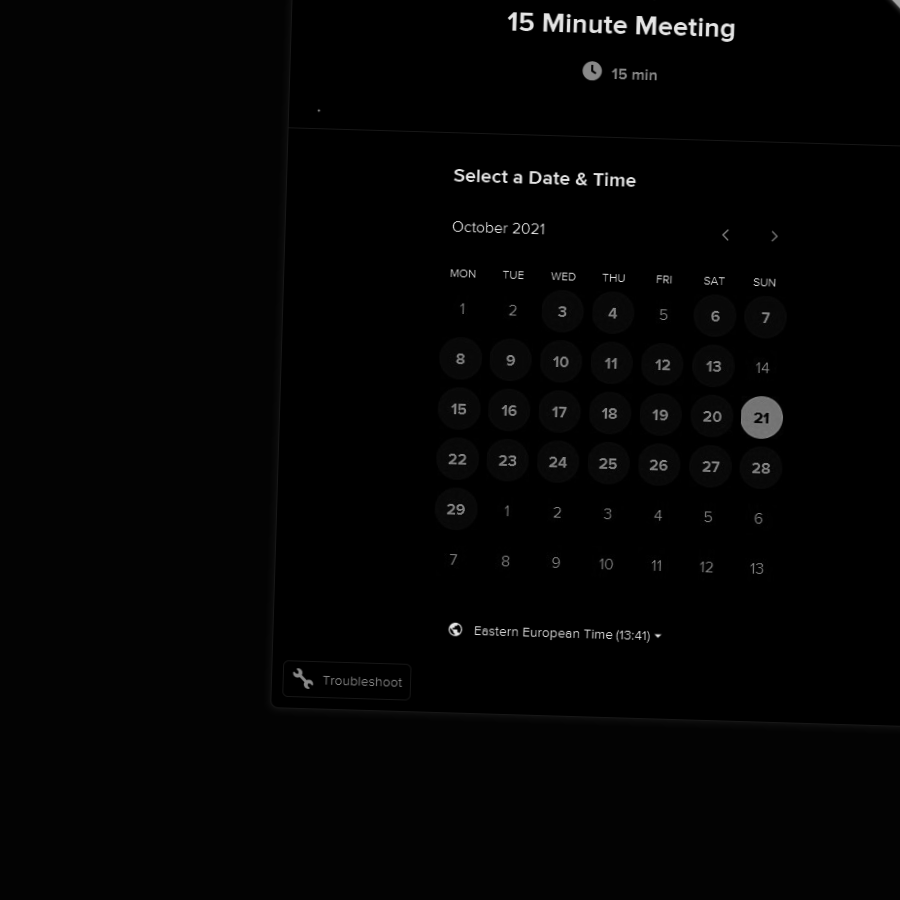 15 Minute Meeting
15 min
Select a Date & Time
October 2021
MON TUE WED THU FRI SAT SUN
1 2 3 4 5 6 7
8 9 10 11 12 13 14
15 16 17 18 19 20 21
22 23 24 25 26 27 28
29 1 2 3 4 5 6
7 8 9 10 11 12 13
Eastern European Time (13:41)
Troubleshoot